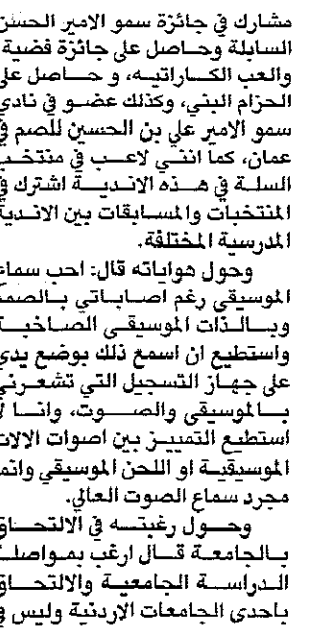 مشارك في جائزة سمو الامير الحسن
السابلة وحاصل على جائزة فضية
والعب الكاراتيه، و حاصل على
الحزام البني، وكذلك عضو في نادي
سمو الامير علي بن الحسين للصم في
عمان، كما انني لاعب في منتخب
السلة في هذه الاندية اشترك في
المنتخبات والمسابقات بين الاندية
المدرسية المختلفة.
وحول هواياته قال: احب سماع
الموسيقى رغم اصاباتي بالصمم
وبالذات الموسيقى الصاخبة
واستطيع ان اسمع ذلك بوضع يدي
على جهاز التسجيل التي تشعرني
بالموسيقى والصوت، وانا لا
استطيع التمييز بين اصوات الالات
الموسيقية او اللحن الموسيقي وانما
مجرد سماع الصوت العالي.
وحول رغبته في الالتحاق
بالجامعة قال ارغب بمواصلة
الدراسة الجامعية والالتحاق
باحدى الجامعات الاردنية وليس في